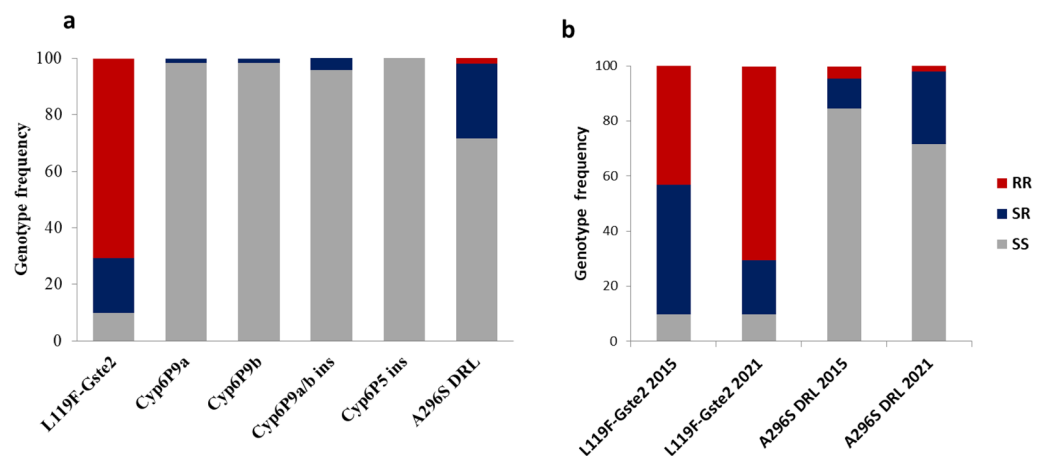 a
100
80
60
40
20
0
Genotype frequency
L119F-Gste2
Cyp6P9a
Cyp6P9b
Cyp6P9a/b ins
Cyp6P5 ins
A296S DRL
b
100
80
60
40
20
0
Genotype frequency
L119F-Gste2 2015
L119F-Gste2 2021
A296S DRL 2015
A296S DRL 2021
RR
SR
SS